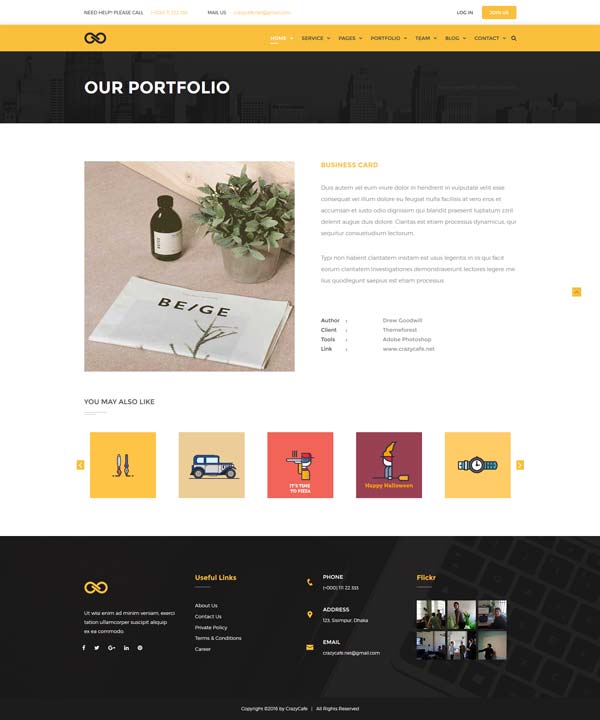 NEED HELP? PLEASE CALL (+000) 111 222 333 MAIL US crazycafe.net@gmail.com LOG IN JOIN US
HOME SERVICE PAGES PORTFOLIO TEAM BLOG CONTACT
OUR PORTFOLIO
BUSINESS CARD
Duis autem vel eum viure dolor in hendrerit in vulputate velit esse
consequat vel illum dolore eu feugiat nulla facilisis at vero eros et
accumsan et iusto odio dignissim qui blandit praesent luptatum zzril
delenit augue duis dolore. Claritas est etiam processus dynamicus, qui
sequitur consuetudium lectorum.
Typi non habent claritatem insitam est usus legentis in iis qui facit
eorum claritatem.Investigationes demonstraverunt lectores legere me
lius quodlegunt saepius est etiam processus.
Author : Drew Goodwill
Client : Themeforest
Tools : Adobe Photoshop
Link : www.crazycafe.net
BEIGE
BE/GE
YOU MAY ALSO LIKE
IT'S TIME
TO PIZZA
Happy Halloween
Useful Links
About Us
Contact Us
Private Policy
Terms & Conditions
Career
Ut wisi enim ad minim versam, exerci
tation ullamcorper suscipit aliquip
ex ea commodo.
PHONE
(+000) 111 22 333
ADDRESS
123, Sisimpur, Dhaka
EMAIL
crazycafe.net@gmail.com
Flickr
Copyright ©2016 by CrazyCafe | All Rights Reserved